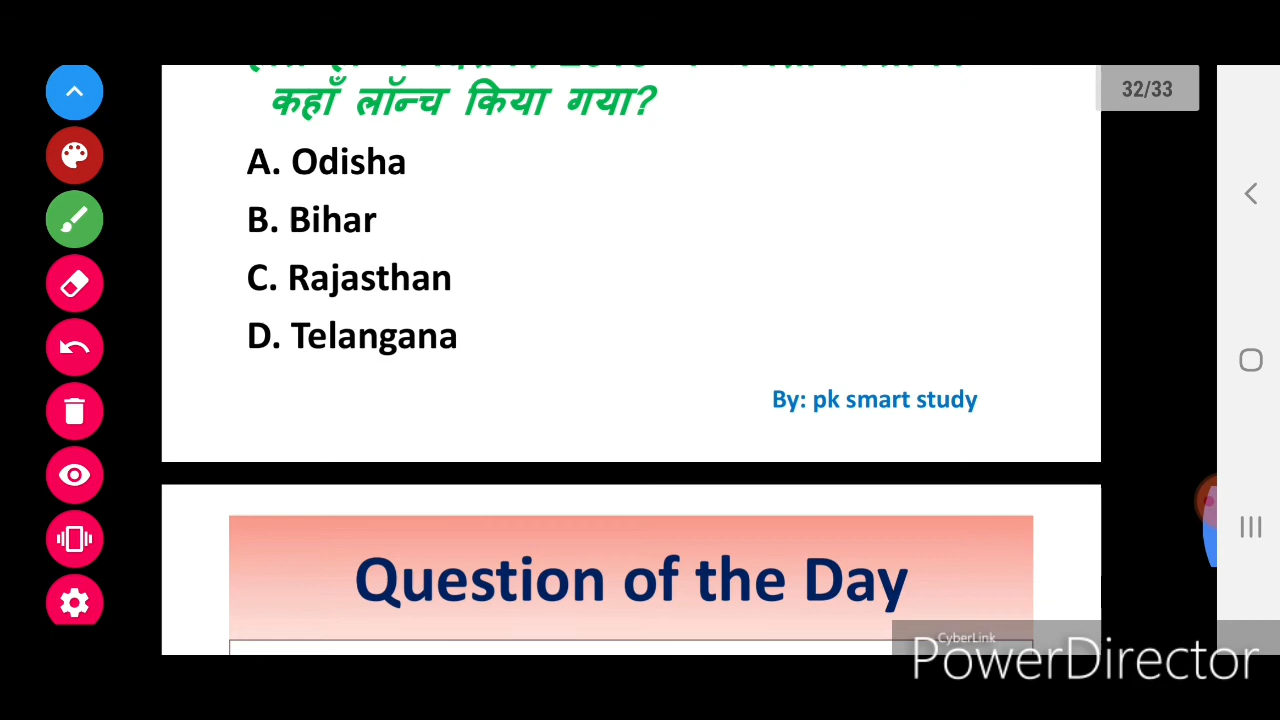 32/33
कहाँ लॉन्च किया गया?
A. Odisha
B. Bihar
C. Rajasthan
D. Telangana
By: pk smart study
Question of the Day
CyberLink
PowerDirector